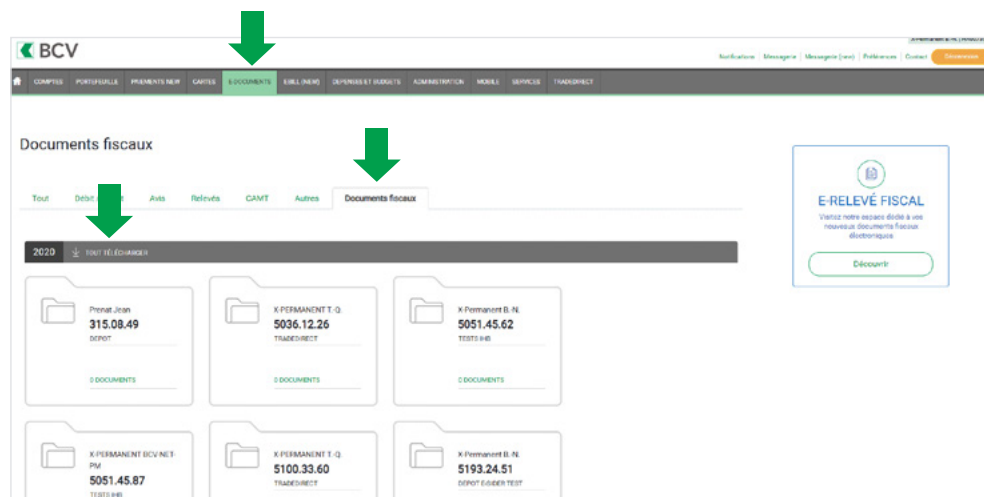 BCV
Notifications Messagerie Messagerie (new) Préférences Contact Déconnexion
COMPTES PORTEFEUILLE PAIEMENTS NEW CARTES E-DOCUMENTS EBILL (NEW) DEPENSES ET BUDGETS ADMINISTRATION MOBILE SERVICES TRADEDIRECT
Documents fiscaux
Tout Débit Avis Relevés CAMT Autres Documents fiscaux
2020 TOUT TÉLÉCHARGER
E-RELEVÉ FISCAL
Visitez notre espace dédié à vos
nouveaux documents fiscaux
électroniques
Découvrir
Prenat Jean
315.08.49
DEPOT
0 DOCUMENTS
X-PERMANENT T.-Q.
5036.12.26
TRADEDIRECT
0 DOCUMENTS
X-Permanent B.-N.
5051.45.62
TESTS IHB
0 DOCUMENTS
X-PERMANENT BCV-NET-
PM
5051.45.87
TESTS IHB
X-PERMANENT T.-Q.
5100.33.60
TRADEDIRECT
X-Permanent B.-N.
5193.24.51